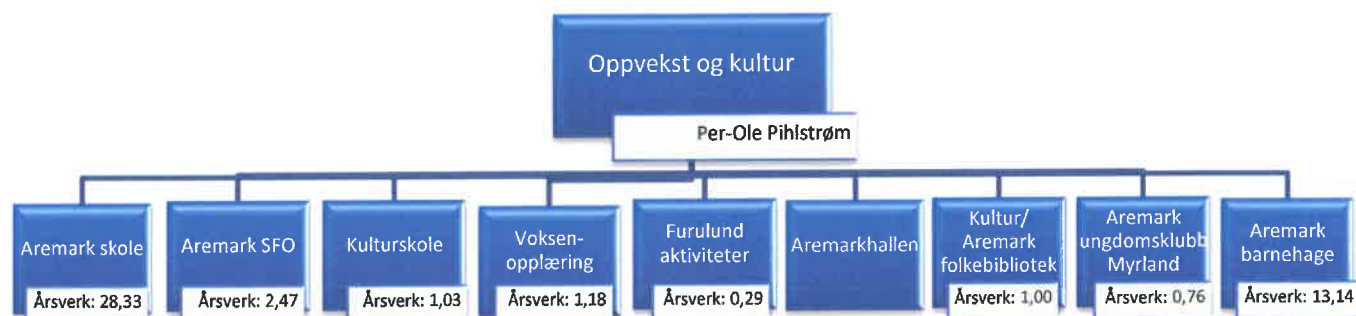 Oppvekst og kultur
Per-Ole Pihlstrøm
Aremark skole
Årsverk: 28,33
Aremark SFO
Årsverk: 2,47
Kulturskole
Årsverk: 1,03
Voksen-
opplæring
Årsverk: 1,18
Furulund
aktiviteter
Årsverk: 0,29
Aremarkhallen
Kultur/
Aremark
folkebibliotek
Årsverk: 1,00
Aremark
ungdomsklubb
Myrland
Årsverk: 0,76
Aremark
barnehage
Årsverk: 13,14